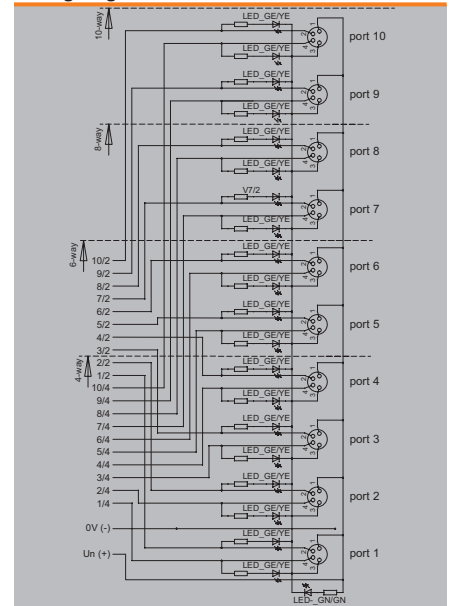 LED_GE/YE
10-way
port 10
LED_GE/YE
LED_GE/YE
port 9
LED_GE/YE
8-way
LED_GE/YE
port 8
LED_GE/YE
V7/2
port 7
LED_GE/YE
6-way
LED_GE/YE
10/2
port 6
9/2
LED_GE/YE
8/2
7/2
LED_GE/YE
6/2
5/2
port 5
4/2
LED_GE/YE
3/2
4-way
2/2
LED_GE/YE
1/2
port 4
10/4
LED_GE/YE
9/4
8/4
LED_GE/YE
7/4
6/4
port 3
5/4
LED_GE/YE
4/4
3/4
LED_GE/YE
2/4
port 2
1/4
LED_GE/YE
0V (-)
LED_GE/YE
Un (+)
port 1
LED_GE/YE
LED-_GN/GN